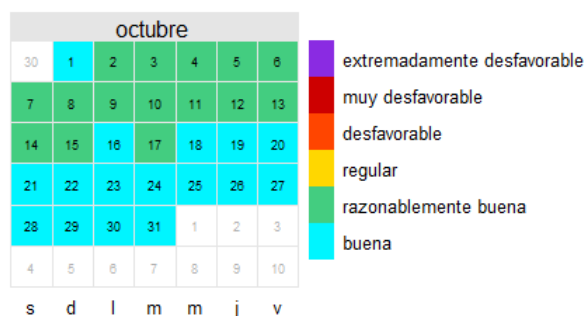 octubre
30 1 2 3 4 5 6
7 8 9 10 11 12 13
14 15 16 17 18 19 20
21 22 23 24 25 26 27
28 29 30 31 1 2 3
4 5 6 7 8 9 10
s d l m m j v
extremadamente desfavorable
muy desfavorable
desfavorable
regular
razonablemente buena
buena